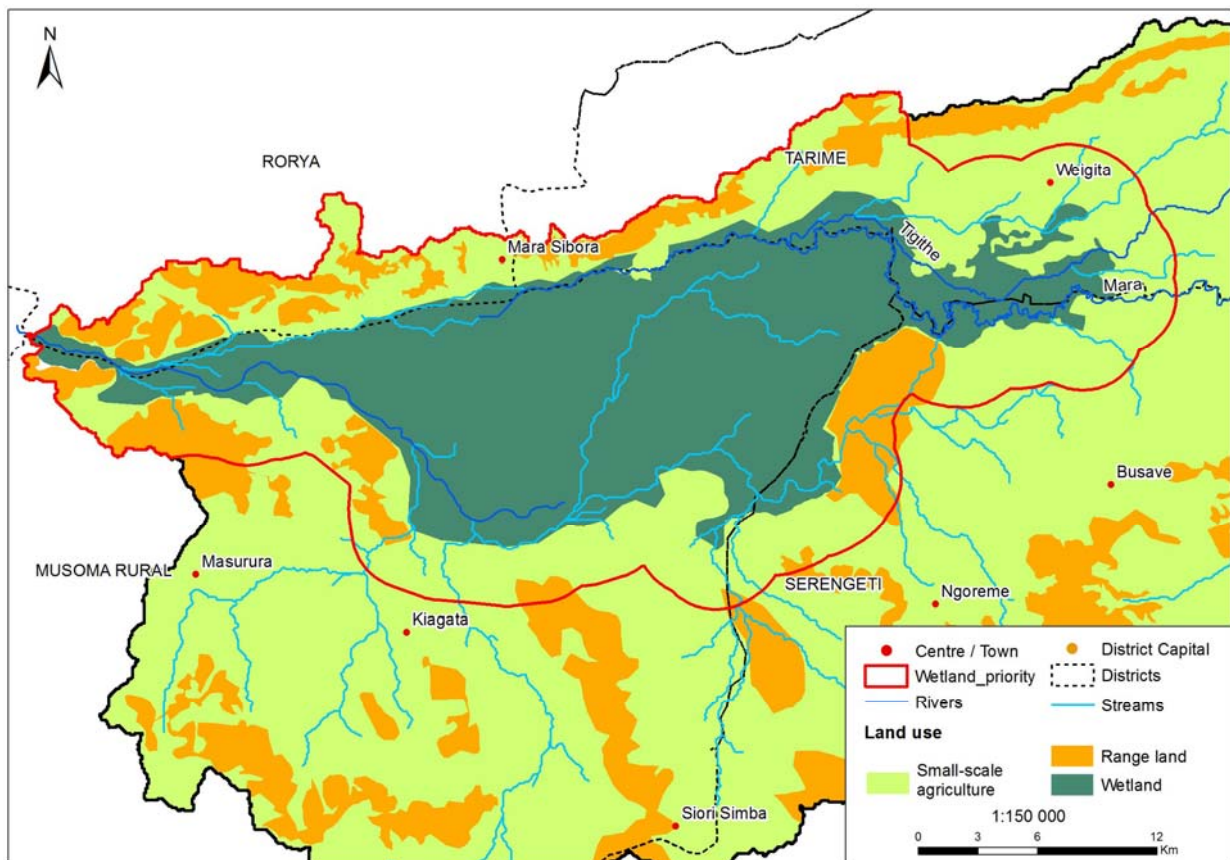 N
RORYA
TARIME
Weigita
Mara Sibora
Tigithe
Mara
Busave
MUSOMA RURAL
Masurura
SERENGETI
Ngoreme
Kiagata
Siori Simba
Centre / Town
District Capital
Wetland_priority
Districts
Rivers
Streams
Land use
Range land
Small-scale
agriculture
Wetland
1:150 000
0 3 6 12
Km